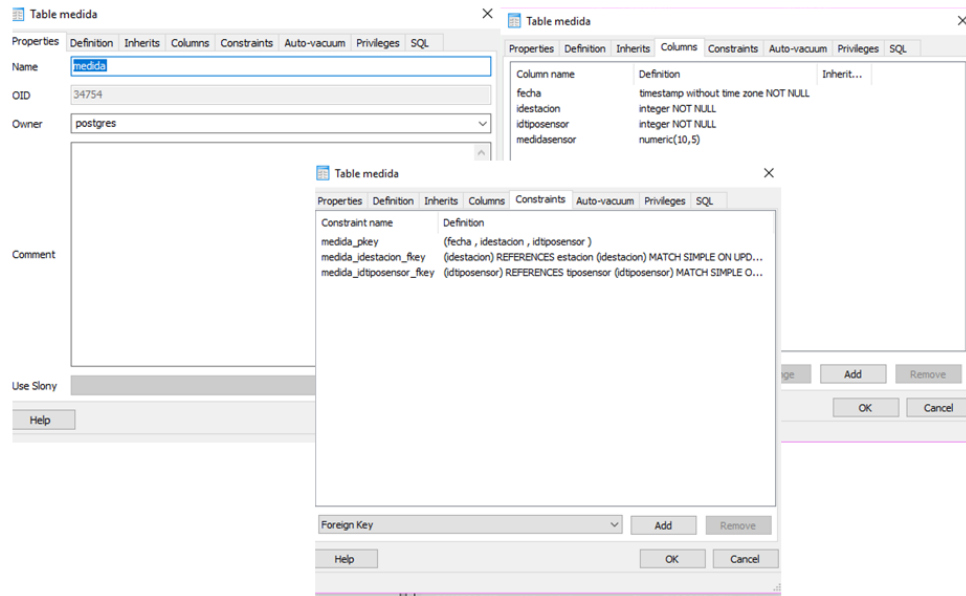 Table medida
Properties Definition Inherits Columns Constraints Auto-vacuum Privileges SQL
Name medida
OID 34754
Owner postgres
Comment
Use Slony
Help
Table medida
Properties Definition Inherits Columns Constraints Auto-vacuum Privileges SQL
Column name Definition Inherit...
fecha timestamp without time zone NOT NULL
idestacion integer NOT NULL
idtiposensor integer NOT NULL
medidasensor numeric(10,5)
Add Remove
OK Cancel
Table medida
Properties Definition Inherits Columns Constraints Auto-vacuum Privileges SQL
Constraint name Definition
medida_pkey (fecha , idestacion , idtiposensor )
medida_idestacion_fkey (idestacion) REFERENCES estacion (idestacion) MATCH SIMPLE ON UPD...
medida_idtiposensor_fkey (idtiposensor) REFERENCES tiposensor (idtiposensor) MATCH SIMPLE O...
Foreign Key Add Remove
Help OK Cancel